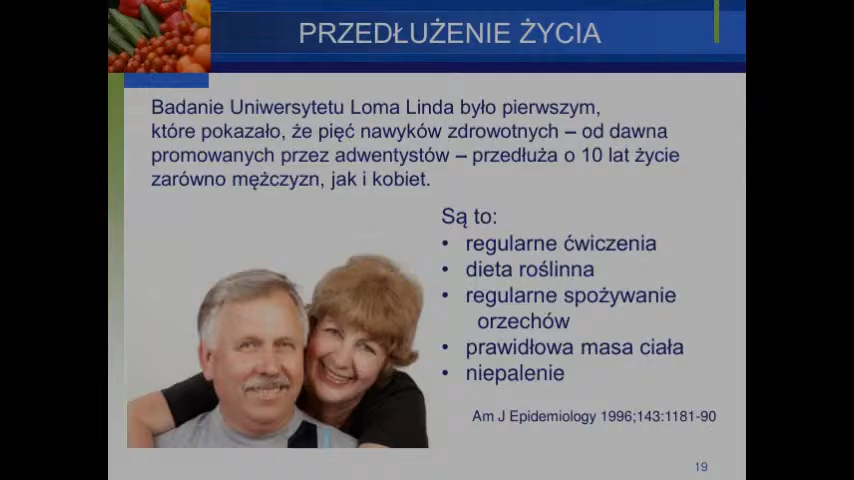 PRZEDŁUŻENIE ŻYCIA
Badanie Uniwersytetu Loma Linda było pierwszym,
które pokazało, że pięć nawyków zdrowotnych – od dawna
promowanych przez adwentystów – przedłuża o 10 lat życie
zarówno mężczyzn, jak i kobiet.
Są to:
• regularne ćwiczenia
• dieta roślinna
• regularne spożywanie
orzechów
• prawidłowa masa ciała
• niepalenie
Am J Epidemiology 1996;143:1181-90
19